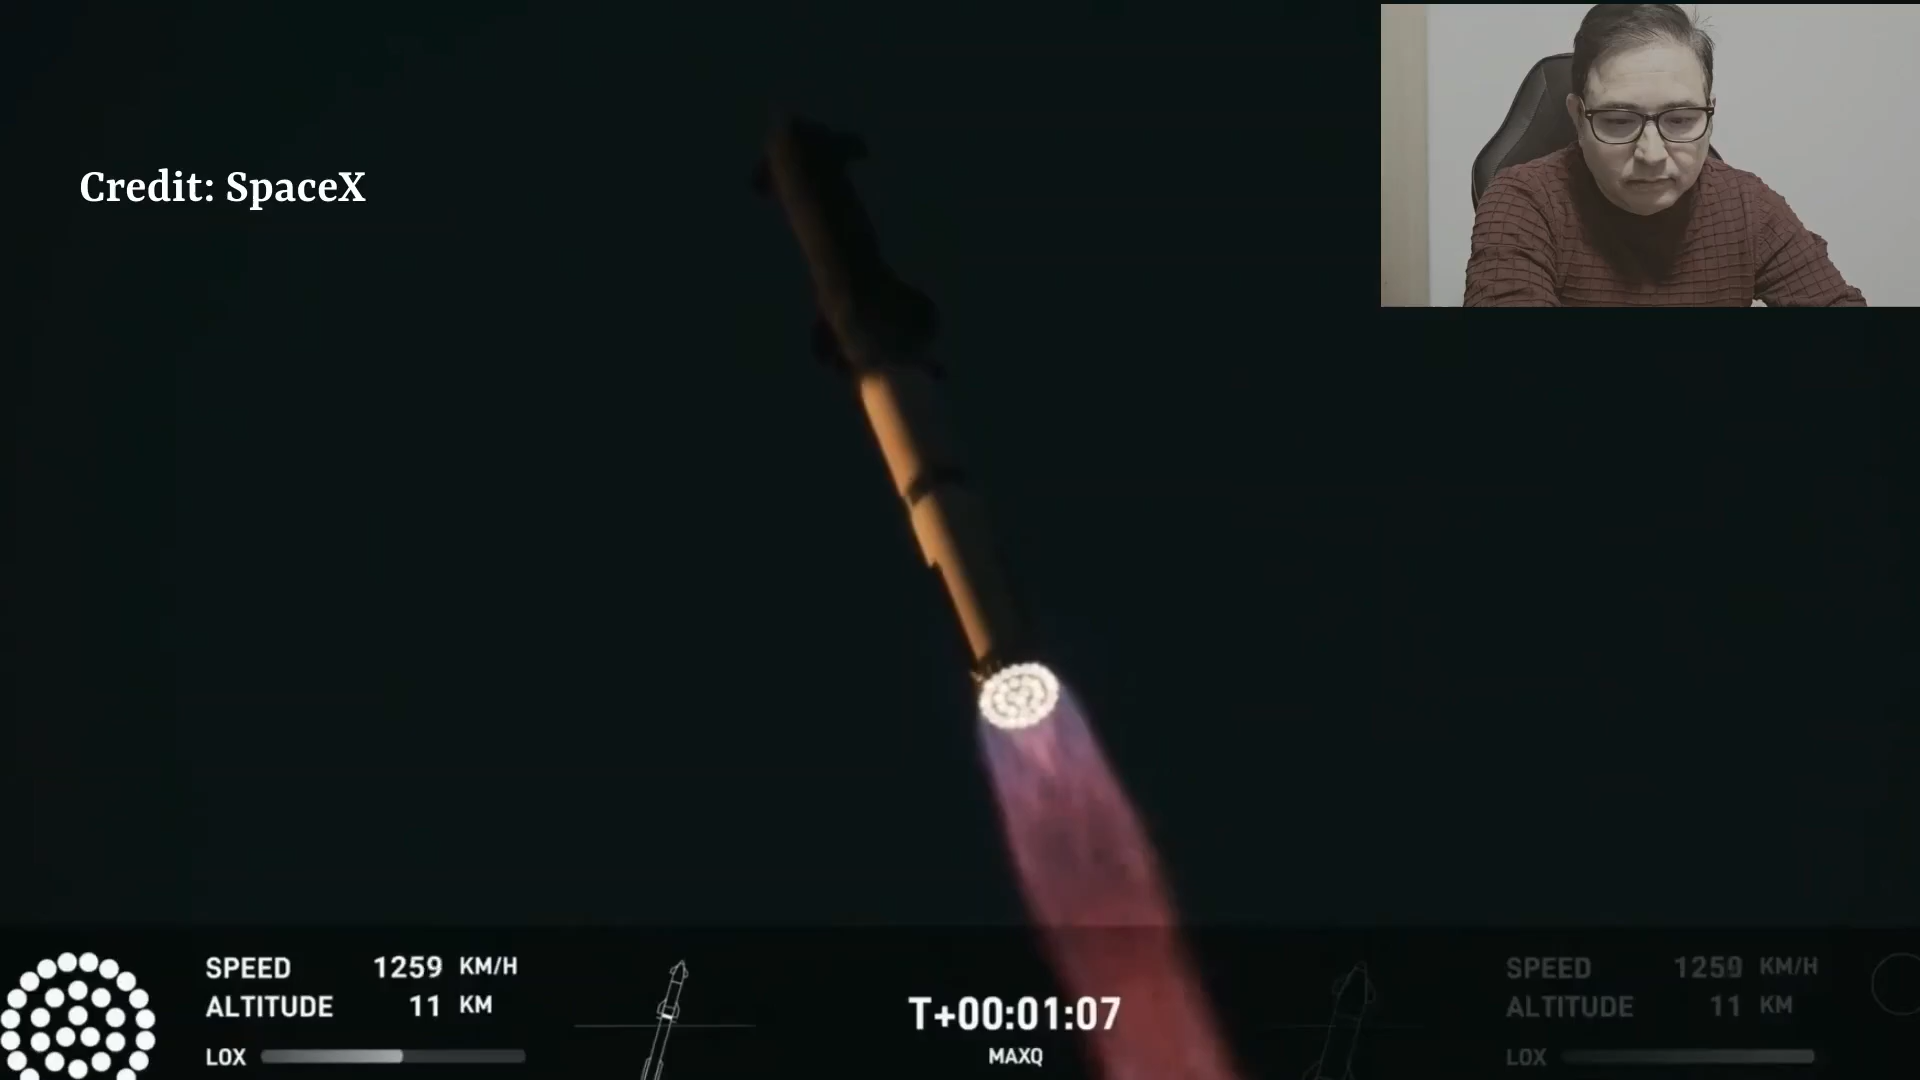 Credit: SpaceX
SPEED 1259 KM/H
ALTITUDE 11 KM
LOX
T+00:01:07
MAXQ
SPEED 1259 KM/H
ALTITUDE 11 KM
LOX